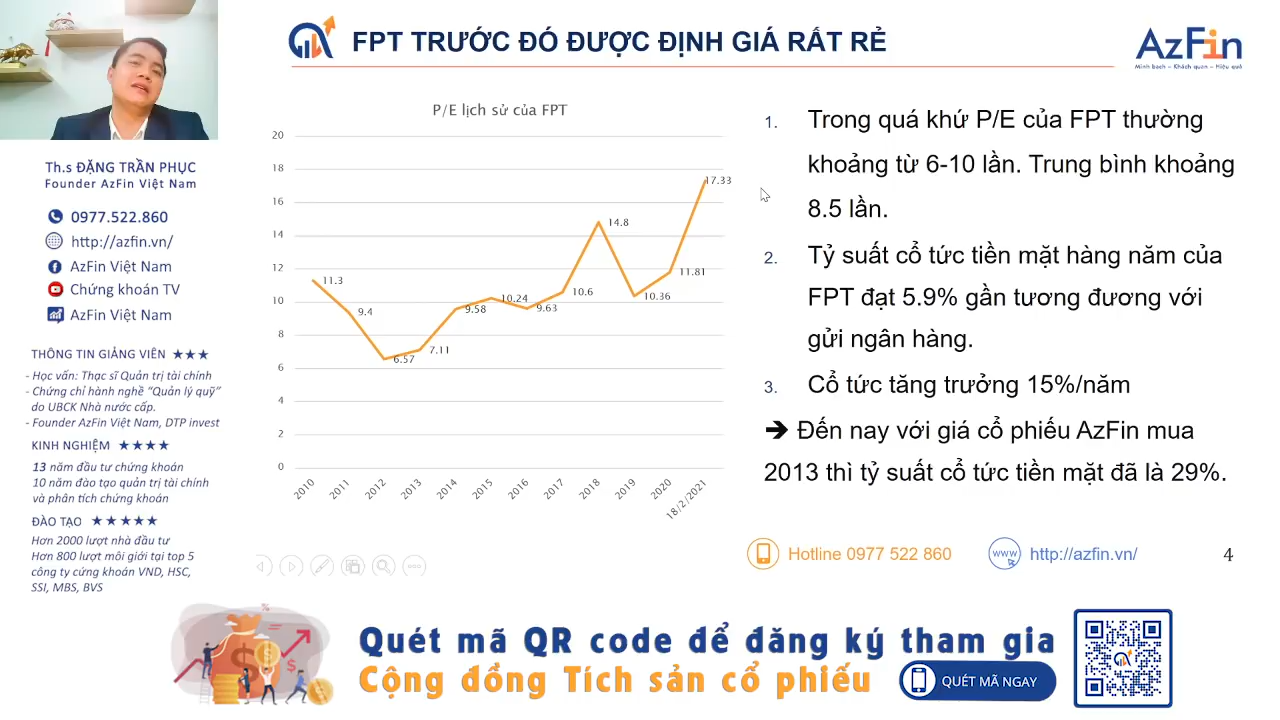 FPT TRƯỚC ĐÓ ĐƯỢC ĐỊNH GIÁ RẤT RẺ
AzFin
Minh bạch – Khách quan – Hiệu quả
Th.s ĐẶNG TRẦN PHỤC
Founder AzFin Việt Nam
0977.522.860
http://azfin.vn/
AzFin Việt Nam
Chứng khoán TV
AzFin Việt Nam
THÔNG TIN GIẢNG VIÊN ★★★
- Học vấn: Thạc sĩ Quản trị tài chính
- Chứng chỉ hành nghề "Quản lý quỹ"
do UBCK Nhà nước cấp.
- Founder AzFin Việt Nam, DTP invest
KINH NGHIỆM ★★★★
13 năm đầu tư chứng khoán
10 năm đào tạo quản trị tài chính
và phân tích chứng khoán
ĐÀO TẠO ★★★★★
Hơn 2000 lượt nhà đầu tư
Hơn 800 lượt môi giới tại top 5
công ty cứng khoán VND, HSC,
SSI, MBS, BVS
P/E lịch sử của FPT
20
18
16
14
12
10
8
6
4
2
0
11.3
9.4
6.57
7.11
9.58
10.24
9.63
10.6
14.8
10.36
11.81
17.33
2010
2011
2012
2013
2014
2015
2016
2017
2018
2019
2020
18/2/2021
1. Trong quá khứ P/E của FPT thường
khoảng từ 6-10 lần. Trung bình khoảng
8.5 lần.
2. Tỷ suất cổ tức tiền mặt hàng năm của
FPT đạt 5.9% gần tương đương với
gửi ngân hàng.
3. Cổ tức tăng trưởng 15%/năm
➔ Đến nay với giá cổ phiếu AzFin mua
2013 thì tỷ suất cổ tức tiền mặt đã là 29%.
Hotline 0977 522 860
www
http://azfin.vn/
4
Quét mã QR code để đăng ký tham gia
Cộng đồng Tích sản cổ phiếu
QUÉT MÃ NGAY